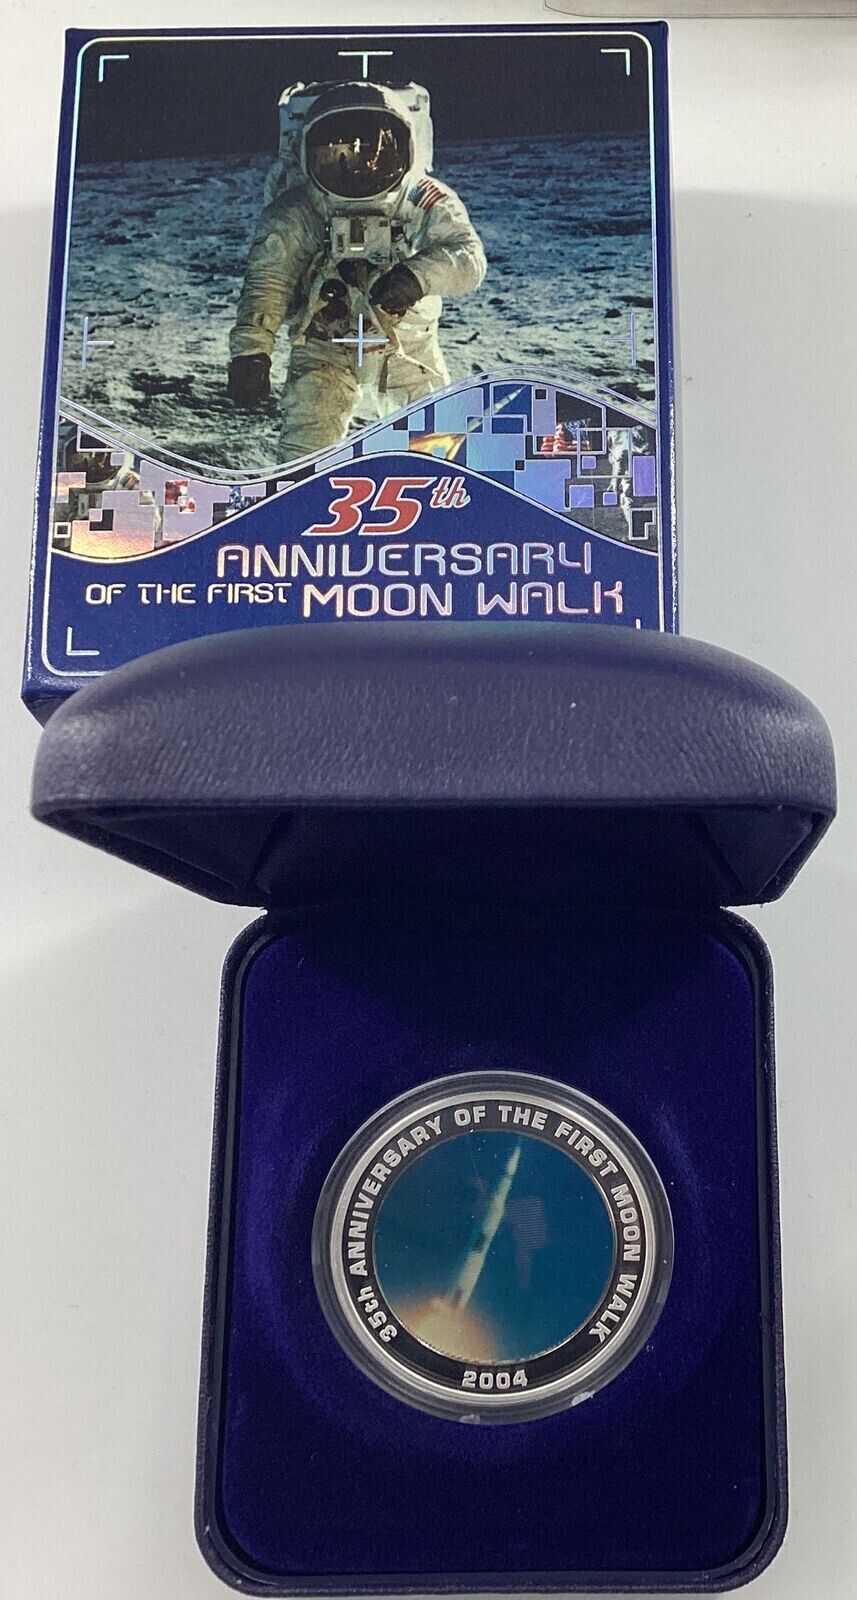 35th
ANNIVERSARY
OF THE FIRST MOON WALK
35th ANNIVERSARY OF THE FIRST MOON WALK
2004